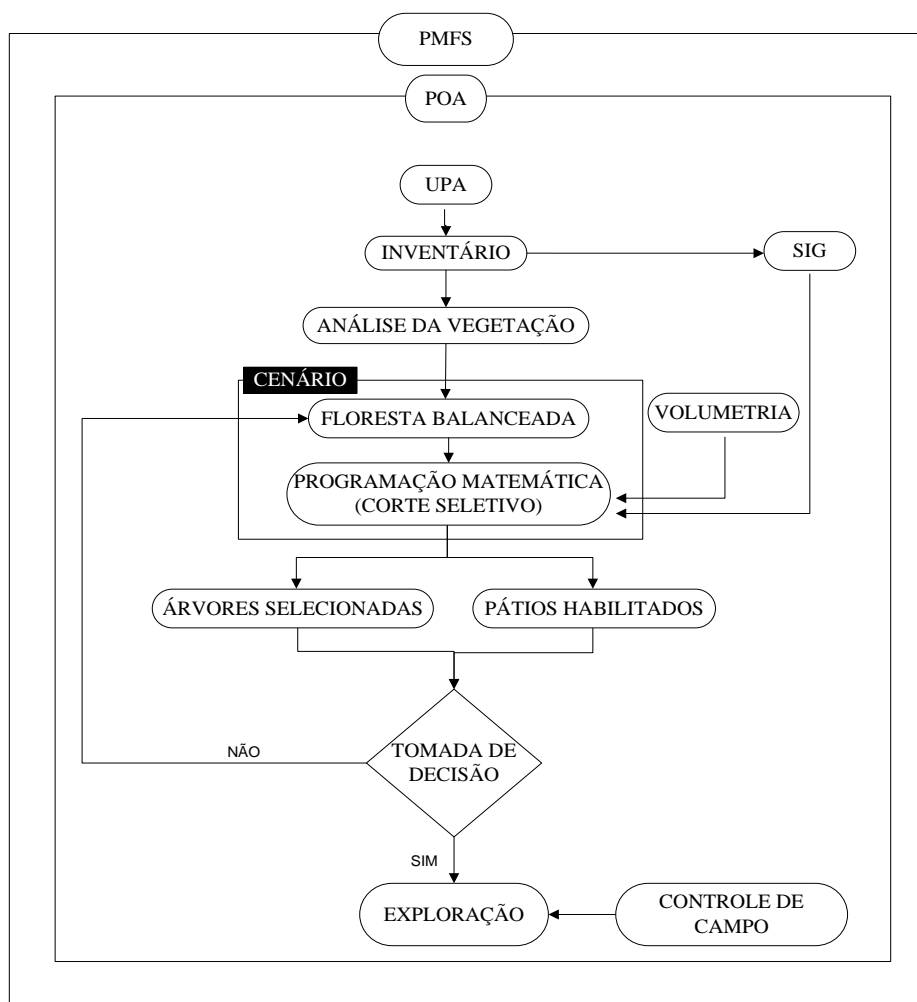 PMFS
POA
UPA
INVENTÁRIO
SIG
ANÁLISE DA VEGETAÇÃO
CENÁRIO
FLORESTA BALANCEADA
VOLUMETRIA
PROGRAMAÇÃO MATEMÁTICA
(CORTE SELETIVO)
ÁRVORES SELECIONADAS
PÁTIOS HABILITADOS
NÃO
TOMADA DE
DECISÃO
SIM
EXPLORAÇÃO
CONTROLE DE
CAMPO